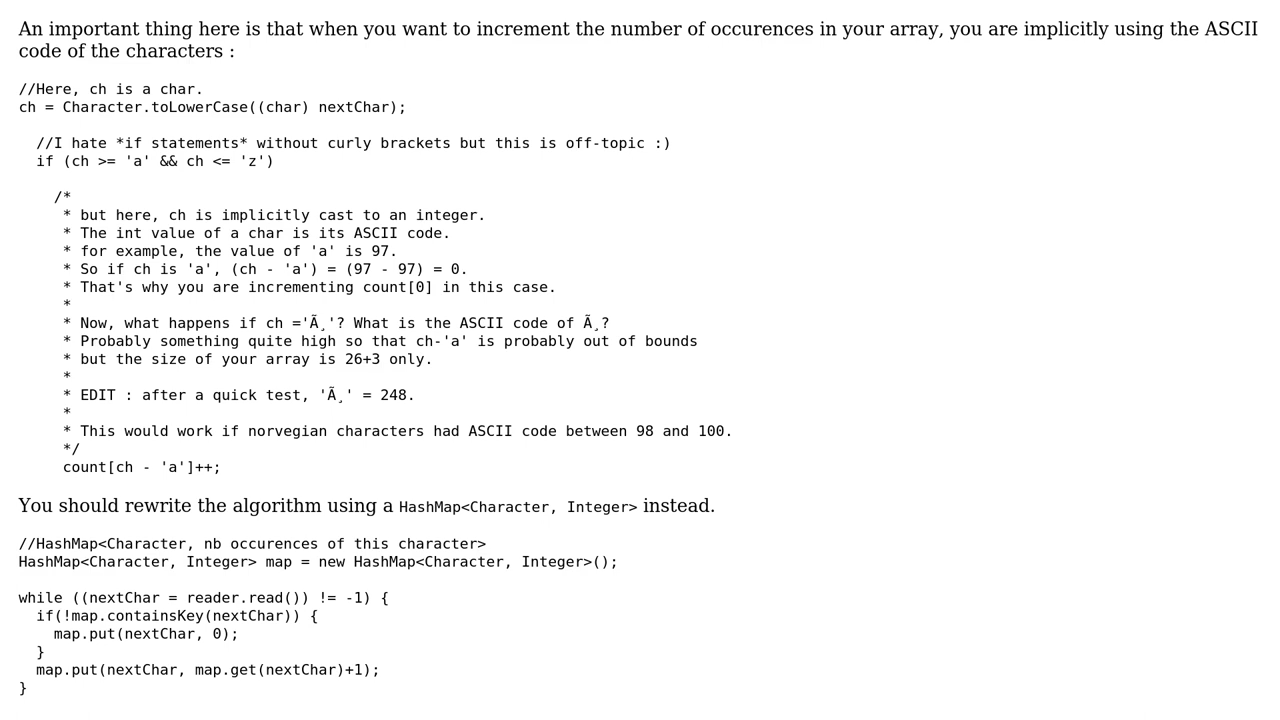 An important thing here is that when you want to increment the number of occurences in your array, you are implicitly using the ASCII
code of the characters :
//Here, ch is a char.
ch = Character.toLowerCase((char) nextChar);
//I hate *if statements* without curly brackets but this is off-topic :)
if (ch >= 'a' && ch <= 'z')
/*
* but here, ch is implicitly cast to an integer.
* The int value of a char is its ASCII code.
* for example, the value of 'a' is 97.
* So if ch is 'a', (ch - 'a') = (97 - 97) = 0.
* That's why you are incrementing count[0] in this case.
*
* Now, what happens if ch ='Ã¸'? What is the ASCII code of Ã¸?
* Probably something quite high so that ch-'a' is probably out of bounds
* but the size of your array is 26+3 only.
*
* EDIT : after a quick test, 'Ã¸' = 248.
*
* This would work if norvegian characters had ASCII code between 98 and 100.
*/
count[ch - 'a']++;
You should rewrite the algorithm using a HashMap<Character, Integer> instead.
//HashMap<Character, nb occurences of this character>
HashMap<Character, Integer> map = new HashMap<Character, Integer>();
while ((nextChar = reader.read()) != -1) {
if(!map.containsKey(nextChar)) {
map.put(nextChar, 0);
}
map.put(nextChar, map.get(nextChar)+1);
}